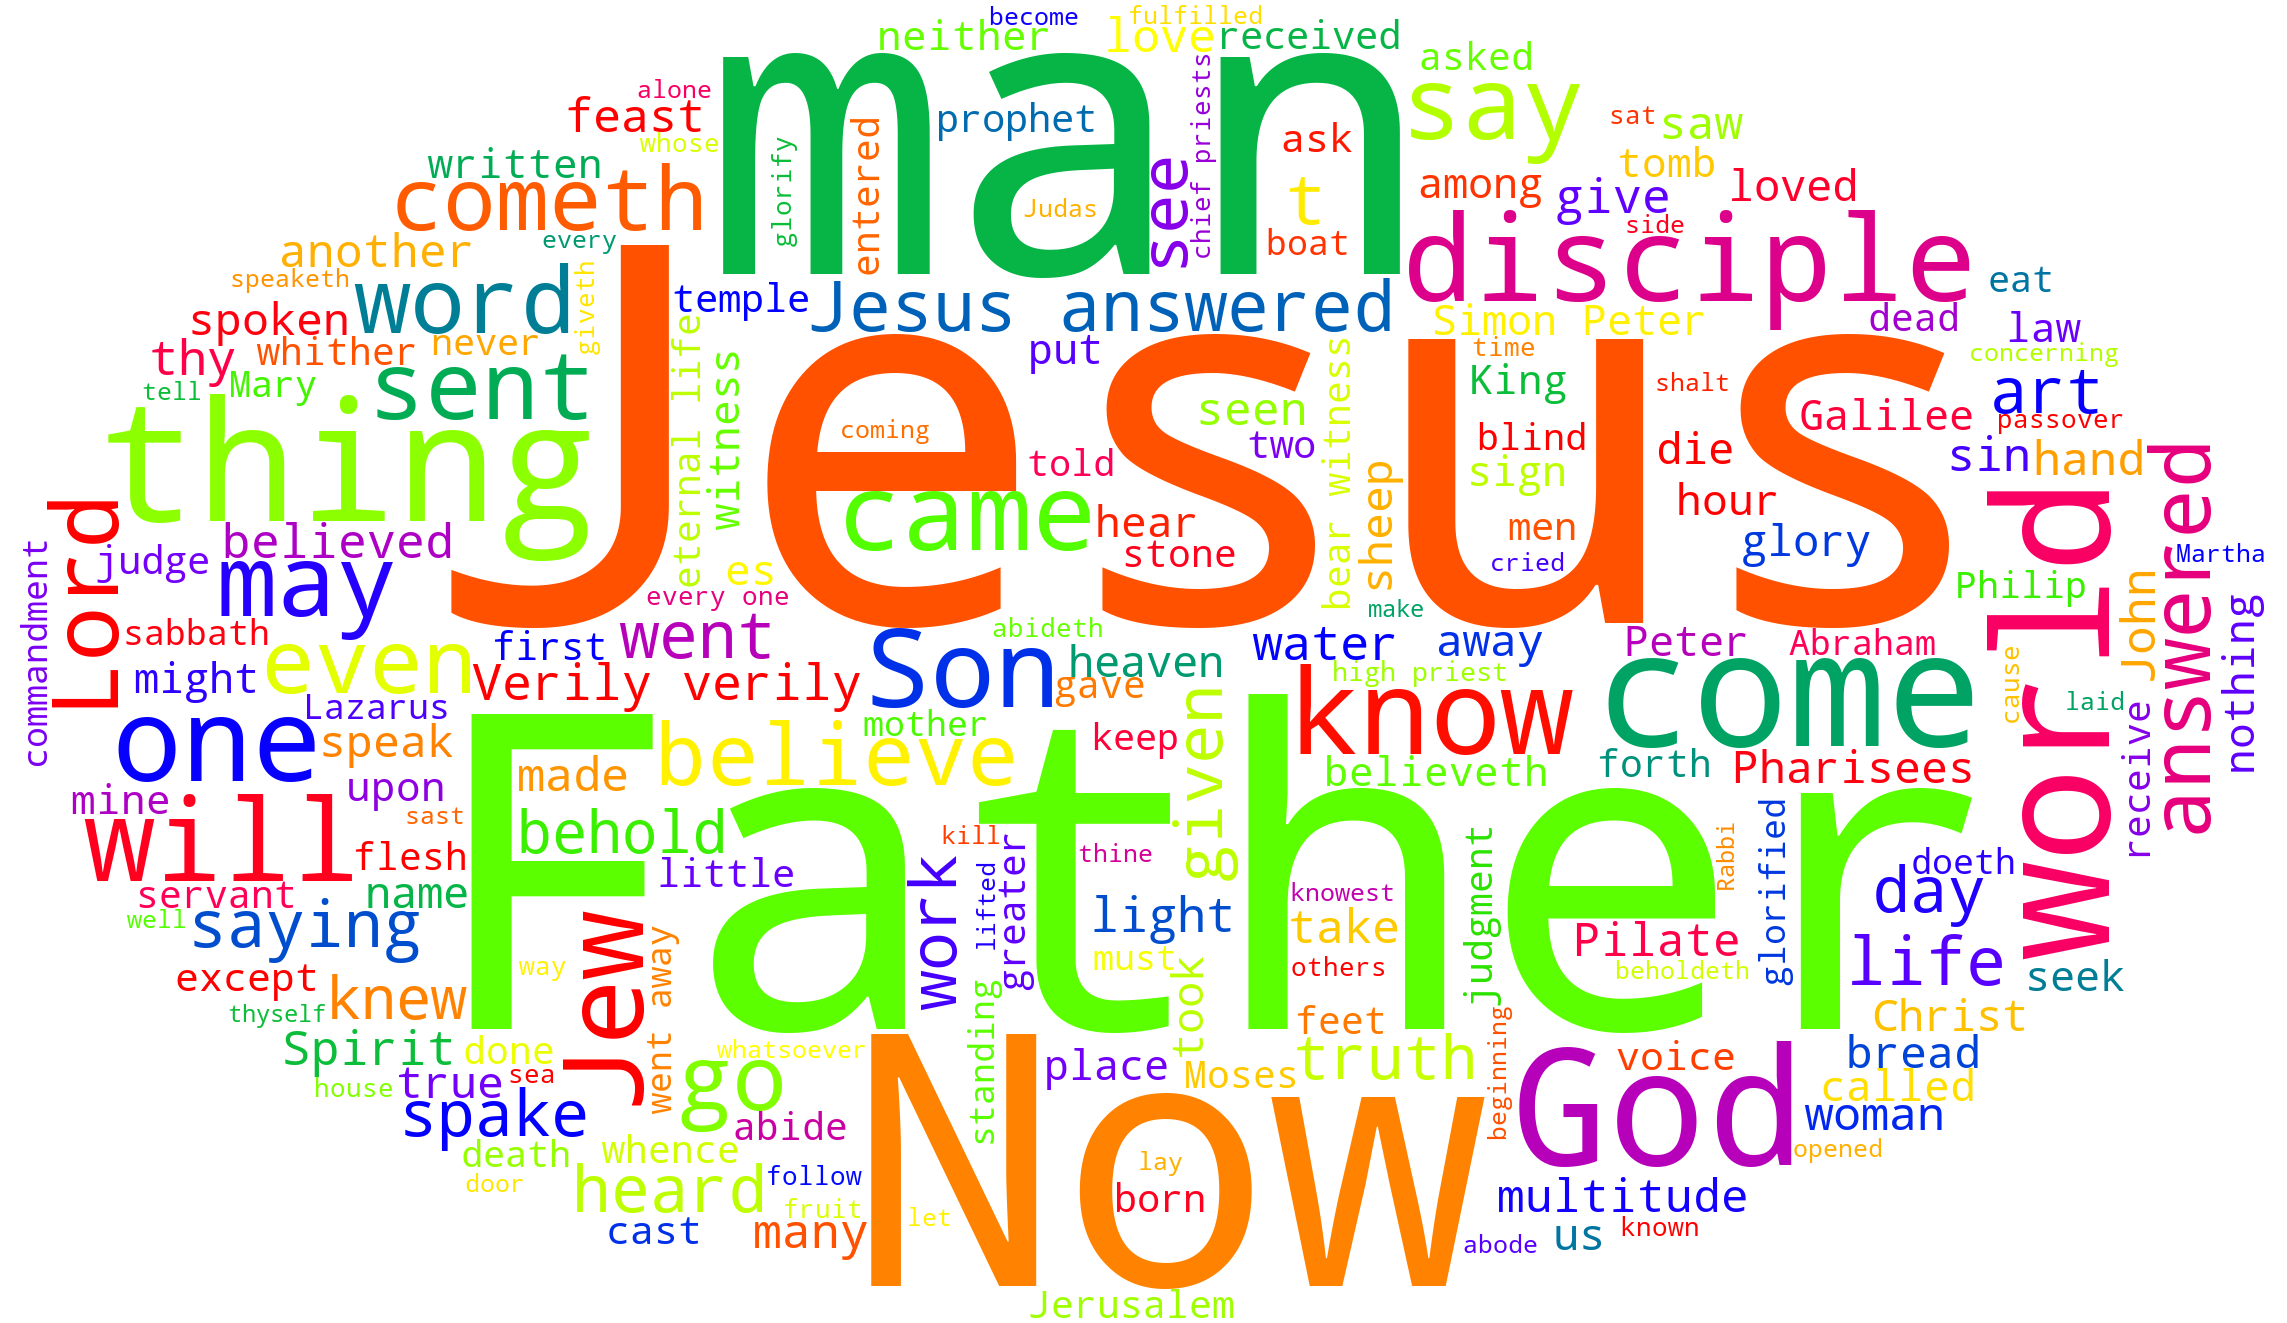 become
fulfilled
neither
love
received
man
asked
say
alone
feast
whose
prophet
chief priests
ask
sat
saw
written
glorify
entered
see
t
tomb
cometh
Judas
among
give
loved
another
every
boat
side
disciple
speaketh
word
giveth
temple
Jesus answered
Simon Peter
eat
spoken
dead
law
thy
whither
never
Jesus
put
time
concerning
tell
Mary
sent
eternal life
witness
King
shalt
art
thing
coming
seen
bear witness
Galilee
passover
told
two
blind
die
sin
hand
came
sheep
sign
hour
answered
Lord
believed
hear
men
glory
judge
may
es
stone
cried
Martha
commandment
every one
make
Philip
John
nothing
sabbath
first
went
abideth
water
away
Peter
Abraham
world
might
even
Verily verily
Son
heaven
high priest
come
cause
Lazarus
gave
know
laid
one
speak
mother
keep
given
believe
believeth
forth
Pharisees
receive
made
mine
upon
Father
will
sast
behold
kill
greater
thine
judgment
Rabbi
glorified
flesh
little
work
lifted
doeth
servant
name
knowest
day
well
saying
Jew
light
take
Pilate
life
except
way
must
others
beholdeth
seek
knew
went away
standing
took
thyself
feet
beginning
Christ
Spirit
done
whatsoever
Now
place
Moses
truth
voice
bread
house
true
sea
go
God
called
spake
abide
woman
death
whence
lay
opened
door
heard
follow
born
multitude
fruit
let
cast
many
abode
us
known
Jerusalem